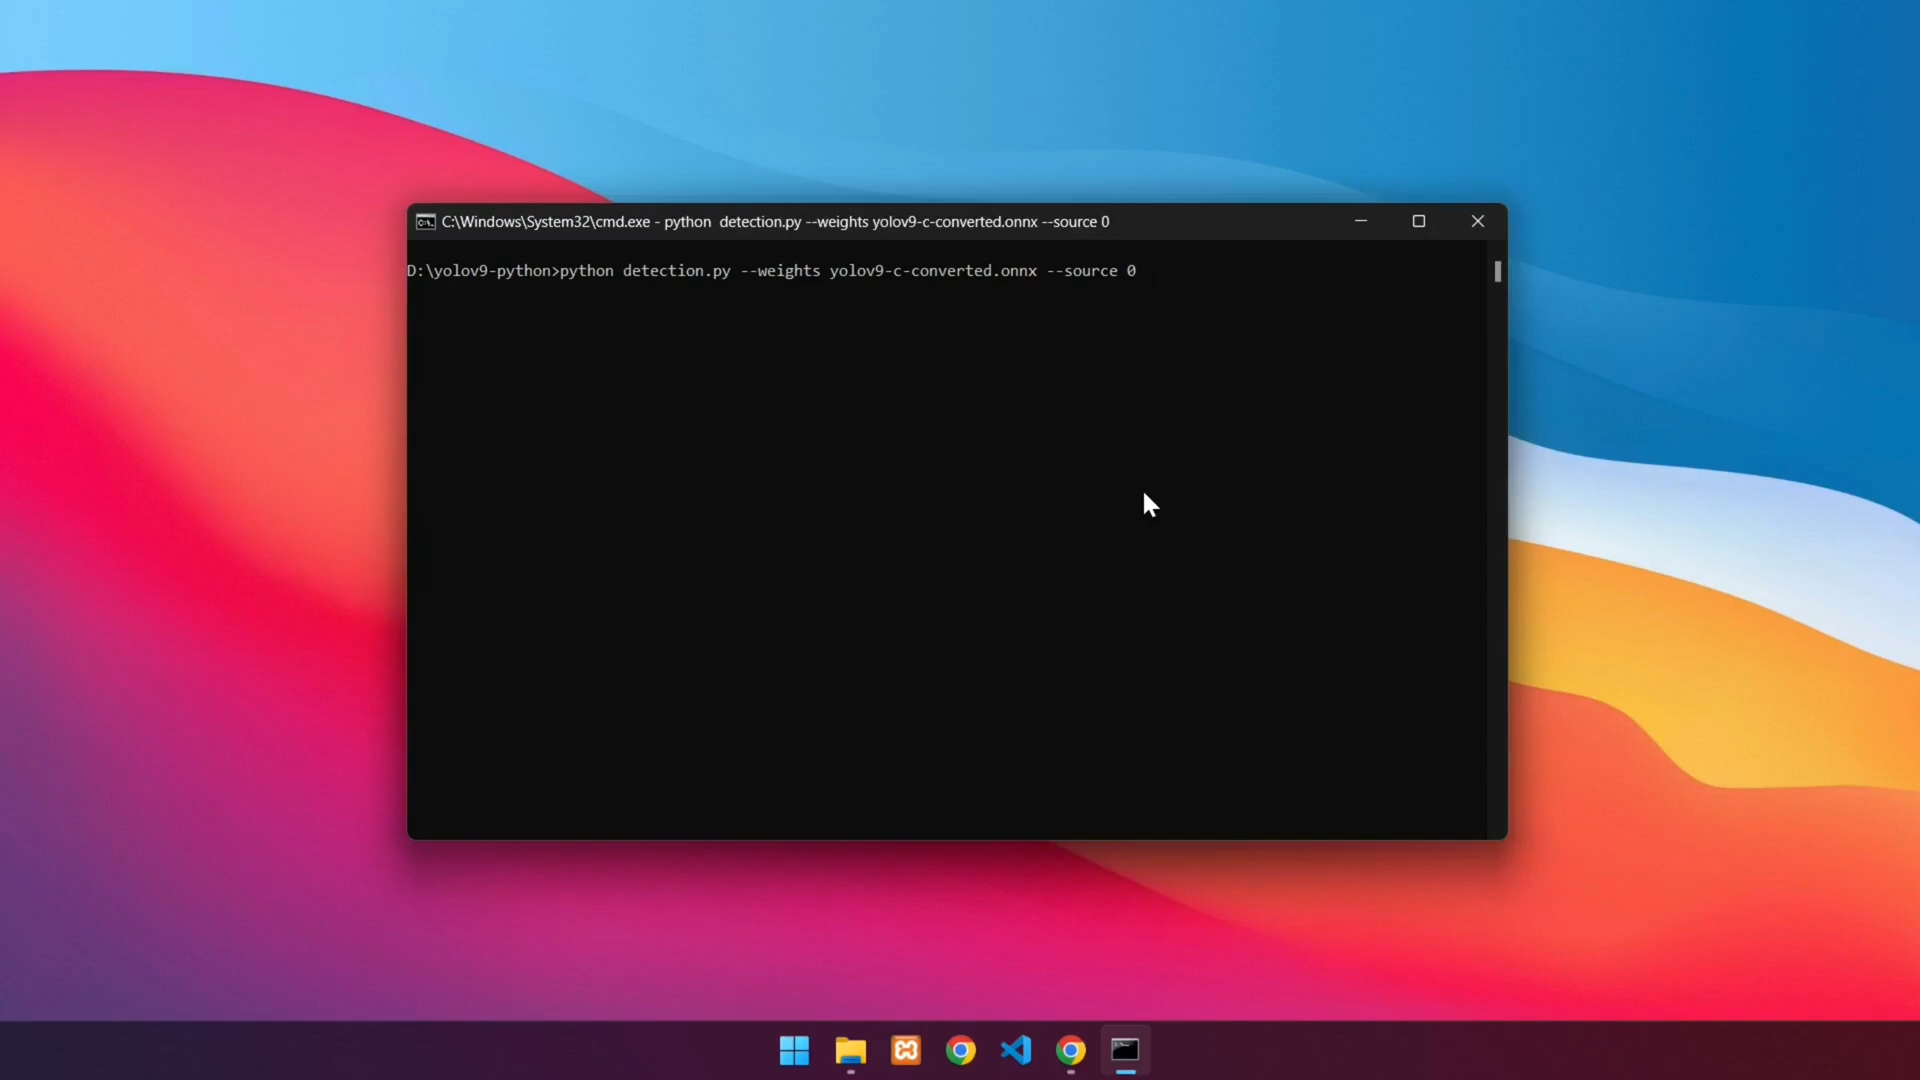 C:\Windows\System32\cmd.exe - python  detection.py --weights yolov9-c-converted.onnx --source 0
D:\yolov9-python>python detection.py --weights yolov9-c-converted.onnx --source 0